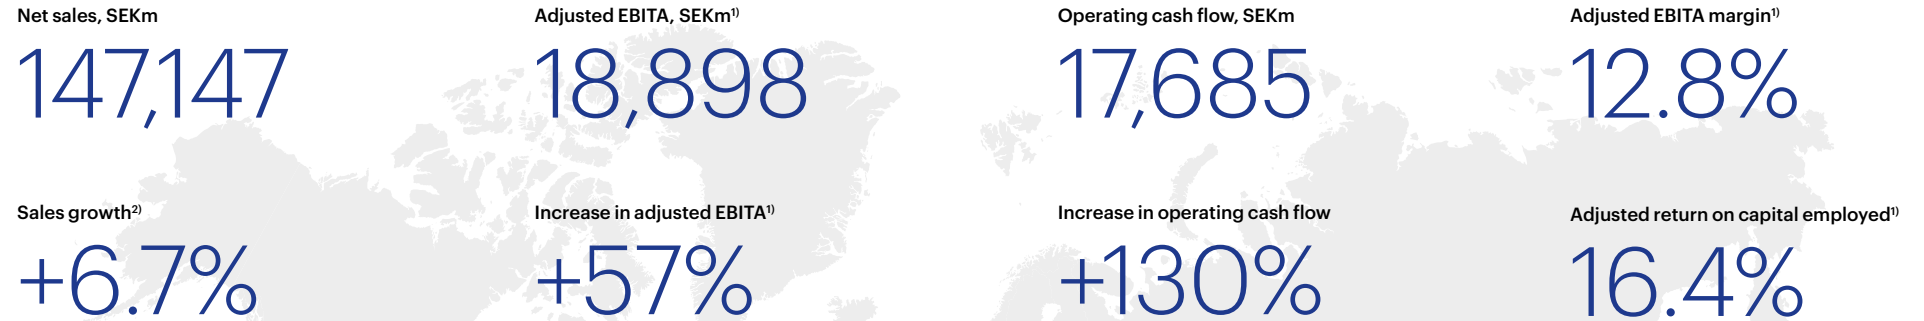 Net sales, SEKm
147,147
Adjusted EBITA, SEKm1)
18,898
Operating cash flow, SEKm
17,685
Adjusted EBITA margin1)
12.8%
Sales growth2)
+6.7%
Increase in adjusted EBITA1)
+57%
Increase in operating cash flow
+130%
Adjusted return on capital employed1)
16.4%